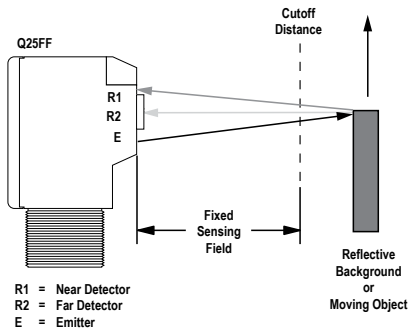 Cutoff
Distance
Q25FF
R1
R2
E
Fixed
Sensing
Field
Reflective
Background
or
Moving Object
R1 = Near Detector
R2 = Far Detector
E = Emitter